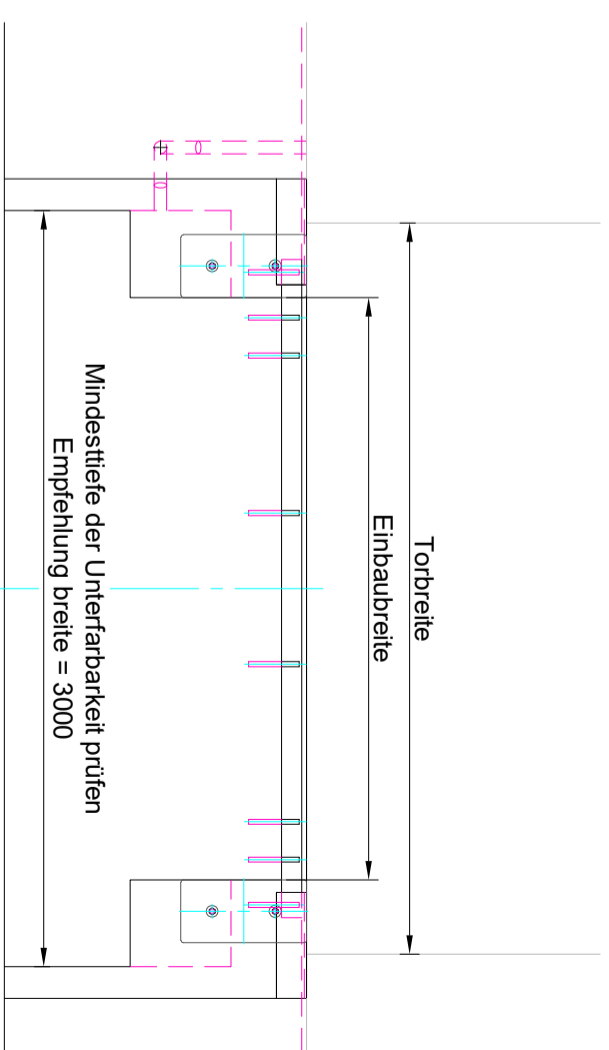 Torbreite
Einbaubreite
Mindesttiefe der Unterfarbarkeit prüfen
Empfehlung breite = 3000